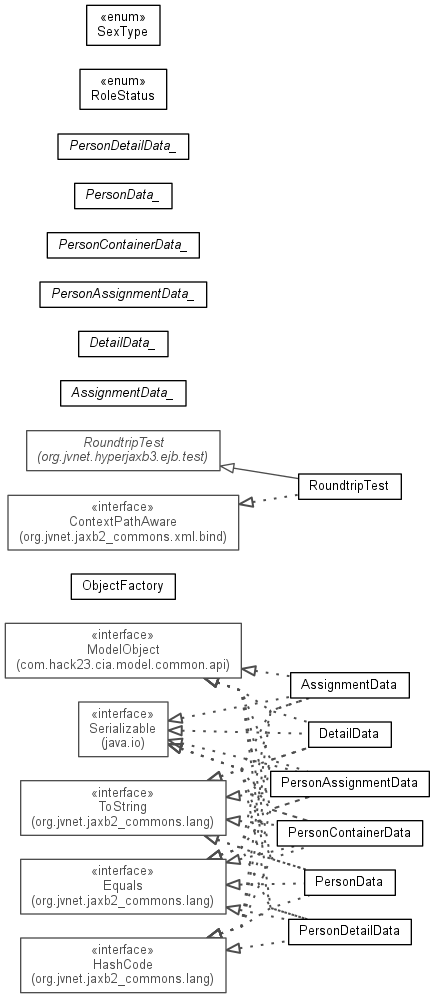 «enum»
SexType
«enum»
RoleStatus
PersonDetailData_
PersonData_
PersonContainerData_
PersonAssignmentData_
DetailData_
AssignmentData_
RoundtripTest
(org.jvnet.hyperjaxb3.ejb.test)
RoundtripTest
«interface»
ContextPathAware
(org.jvnet.jaxb2_commons.xml.bind)
ObjectFactory
«interface»
ModelObject
(com.hack23.cia.model.common.api)
AssignmentData
«interface»
Serializable
(java.io)
DetailData
PersonAssignmentData
«interface»
ToString
(org.jvnet.jaxb2_commons.lang)
PersonContainerData
«interface»
Equals
(org.jvnet.jaxb2_commons.lang)
PersonData
PersonDetailData
«interface»
HashCode
(org.jvnet.jaxb2_commons.lang)